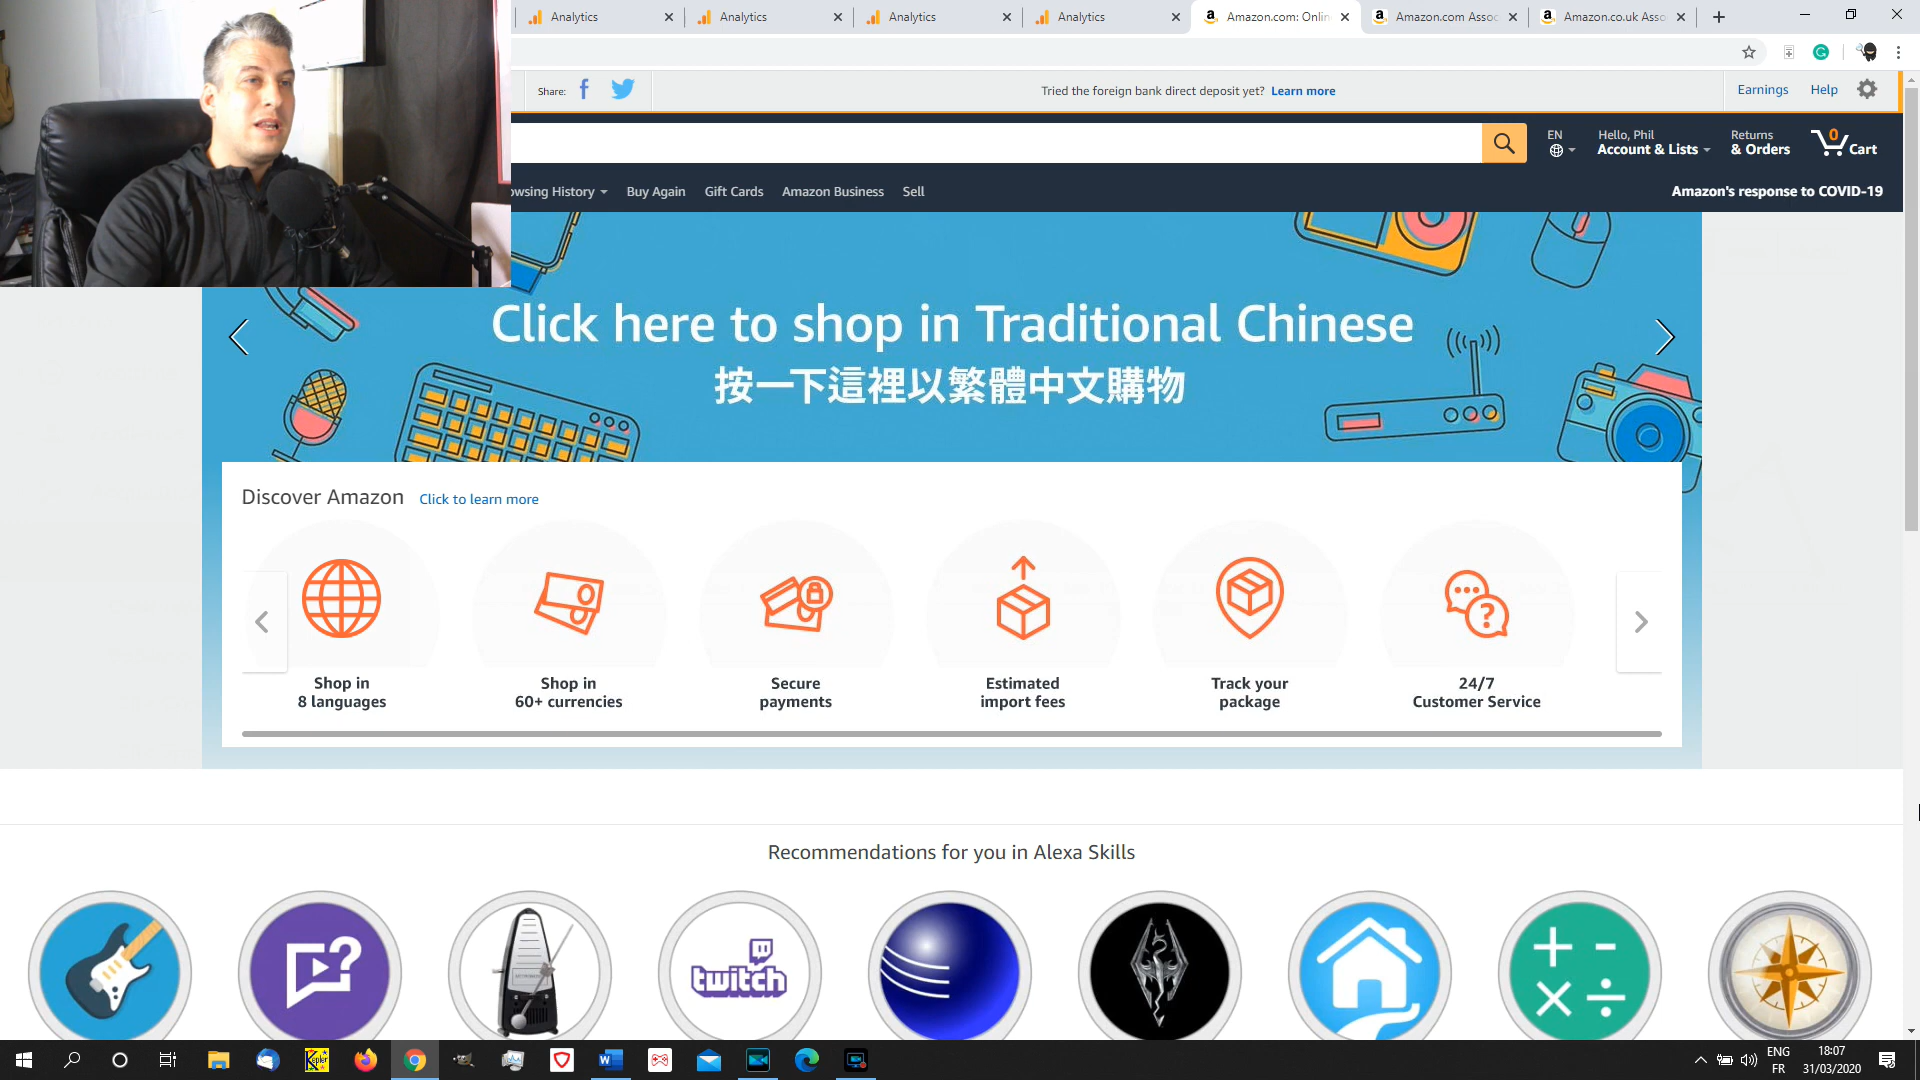 Analytics
Analytics
Analytics
Analytics
Amazon.com: Onlin
Amazon.com Assoc
Amazon.co.uk Asso
Share:
Tried the foreign bank direct deposit yet? Learn more
Earnings
Help
EN
Hello, Phil
Account & Lists
Returns
& Orders
0
Cart
owsing History
Buy Again
Gift Cards
Amazon Business
Sell
Amazon's response to COVID-19
Click here to shop in Traditional Chinese
按一下這裡以繁體中文購物
Discover Amazon Click to learn more
Shop in
8 languages
Shop in
60+ currencies
Secure
payments
Estimated
import fees
Track your
package
24/7
Customer Service
Recommendations for you in Alexa Skills
twitch
Kepler
ENG
FR
18:07
31/03/2020